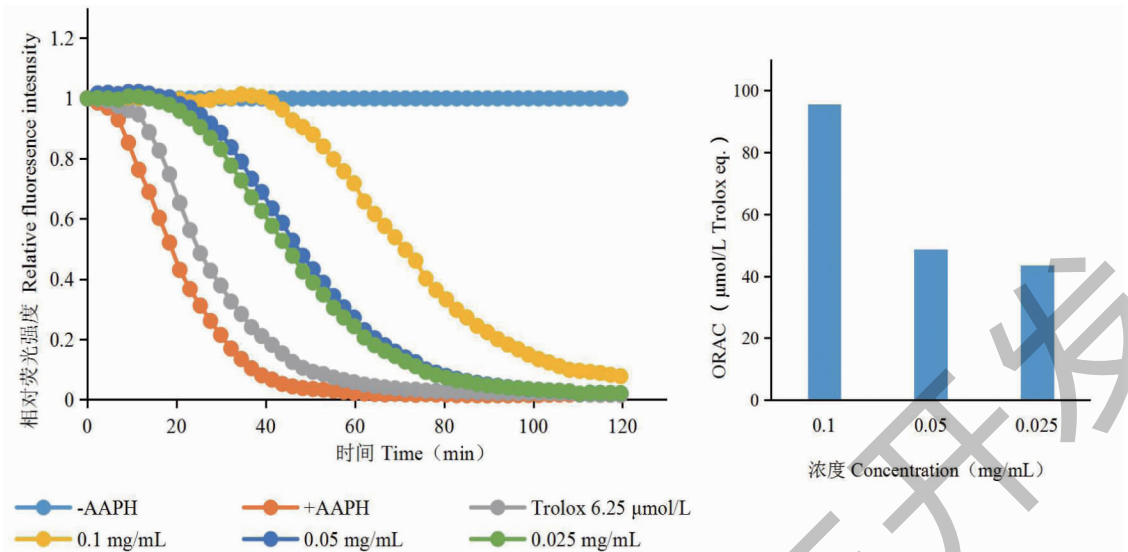 相对荧光强度 Relative fluoresence intesnsity
1.2
1
0.8
0.6
0.4
0.2
0
0 20 40 60 80 100 120
时间 Time（min）
-AAPH +AAPH Trolox 6.25 μmol/L
0.1 mg/mL 0.05 mg/mL 0.025 mg/mL
ORAC （ μmol/L Trolox eq. ）
100
80
60
40
20
0
0.1 0.05 0.025
浓度 Concentration（mg/mL）
开发